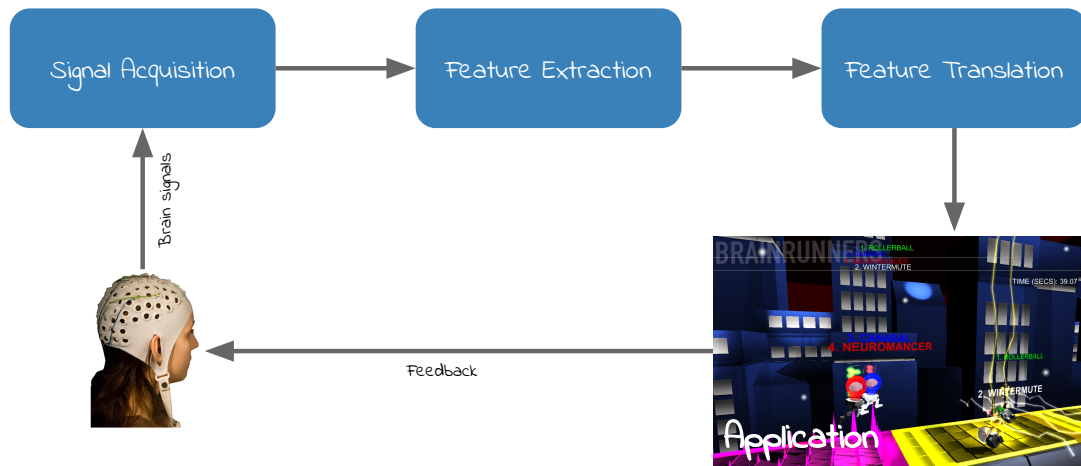 Signal Acquisition
Feature Extraction
Feature Translation
Brain signals
BRAINRUNNERS
1. ROLLERBALL
2. WINTERMUTE
TIME (SECS): 39.07
4. NEUROMANCER
1. ROLLERBALL
2. WINTERMUTE
Application
Feedback